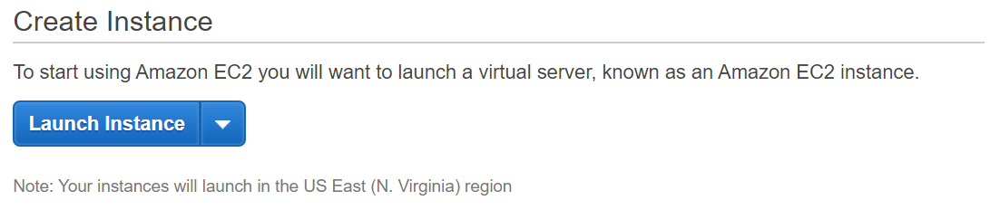 Create Instance
To start using Amazon EC2 you will want to launch a virtual server, known as an Amazon EC2 instance.
Launch Instance
Note: Your instances will launch in the US East (N. Virginia) region